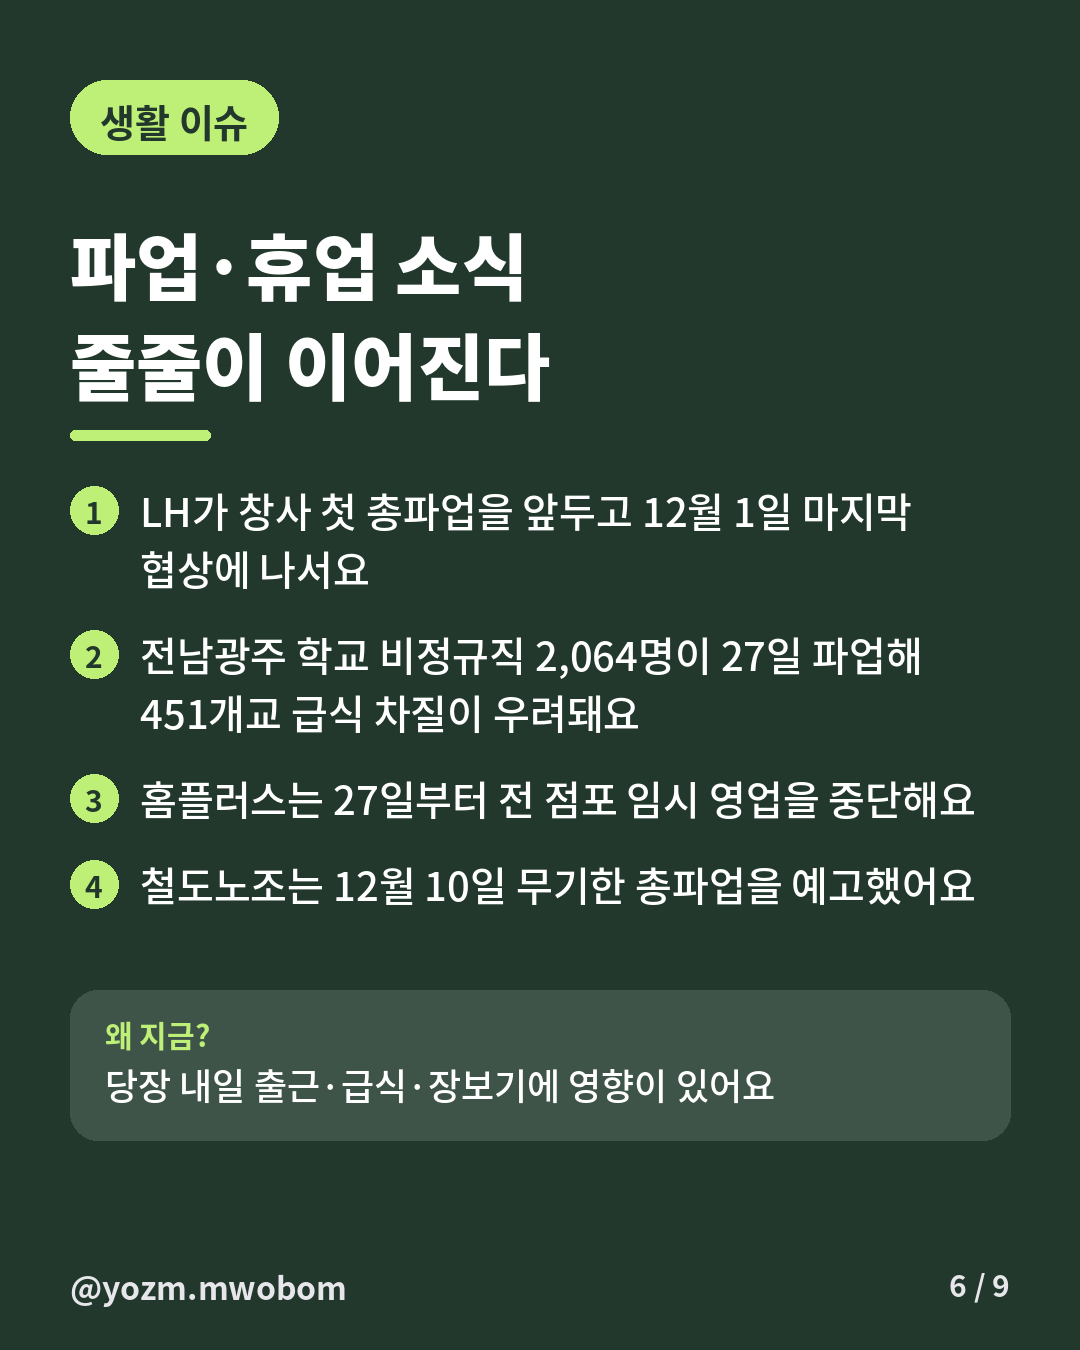 생활 이슈
파업·휴업 소식
줄줄이 이어진다
1 LH가 창사 첫 총파업을 앞두고 12월 1일 마지막
협상에 나서요
2 전남광주 학교 비정규직 2,064명이 27일 파업해
451개교 급식 차질이 우려돼요
3 홈플러스는 27일부터 전 점포 임시 영업을 중단해요
4 철도노조는 12월 10일 무기한 총파업을 예고했어요
왜 지금?
당장 내일 출근·급식·장보기에 영향이 있어요
@yozm.mwobom
6 / 9